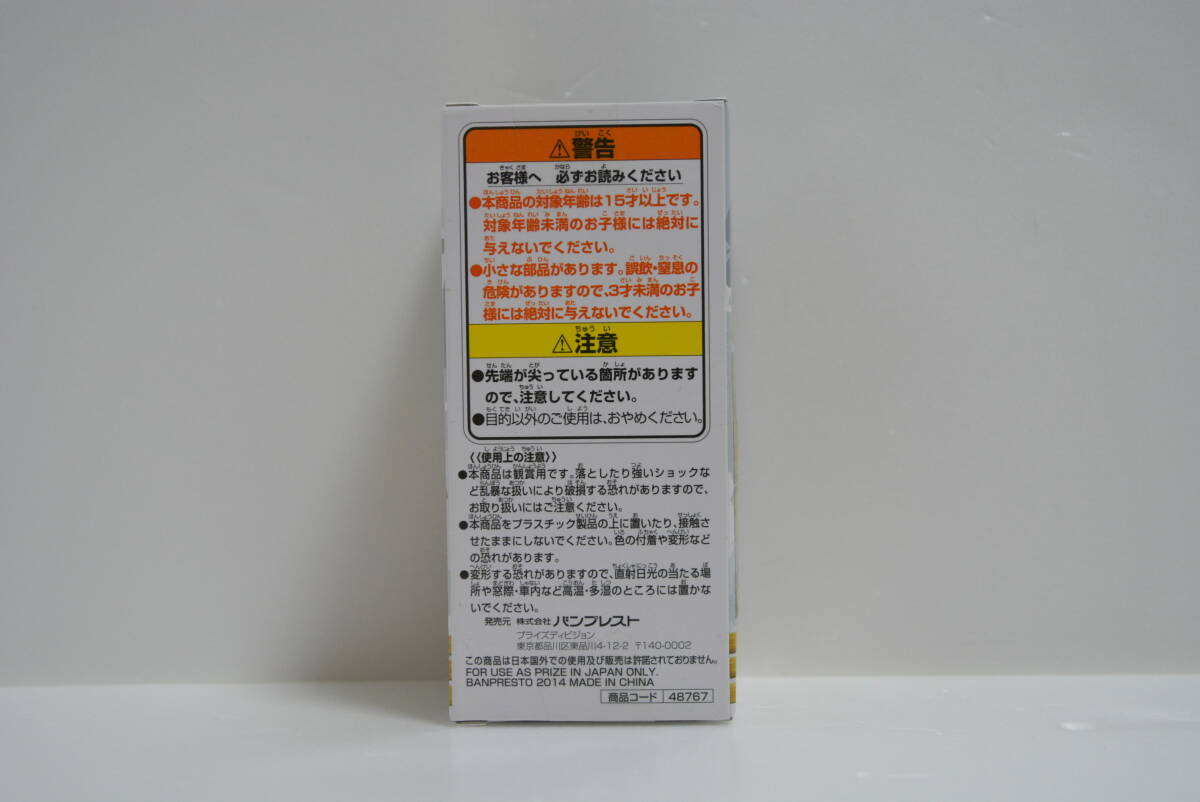 ⚠警告
お客様へ 必ずお読みください
●本商品の対象年齢は15才以上です。
対象年齢未満のお子様には絶対に
与えないでください。
●小さな部品があります。誤飲・窒息の
危険がありますので、3才未満のお子
様には絶対に与えないでください。
⚠注意
●先端が尖っている箇所があります
ので、注意してください。
●目的以外のご使用は、おやめください。
《使用上の注意》
●本商品は観賞用です。落としたり強いショックな
ど乱暴な扱いにより破損する恐れがありますので、
お取り扱いにはご注意ください。
●本商品をプラスチック製品の上に置いたり、接触さ
せたままにしないでください。色の付着や変形など
の恐れがあります。
●変形する恐れがありますので、直射日光の当たる場
所や窓際・車内など高温・多湿のところには置かな
いでください。
発売元 株式会社 バンプレスト
プライズディビジョン
東京都品川区東品川4-12-2 〒140-0002
この商品は日本国外での使用及び販売は許諾されておりません。
FOR USE AS PRIZE IN JAPAN ONLY.
BANPRESTO 2014 MADE IN CHINA
商品コード 48767